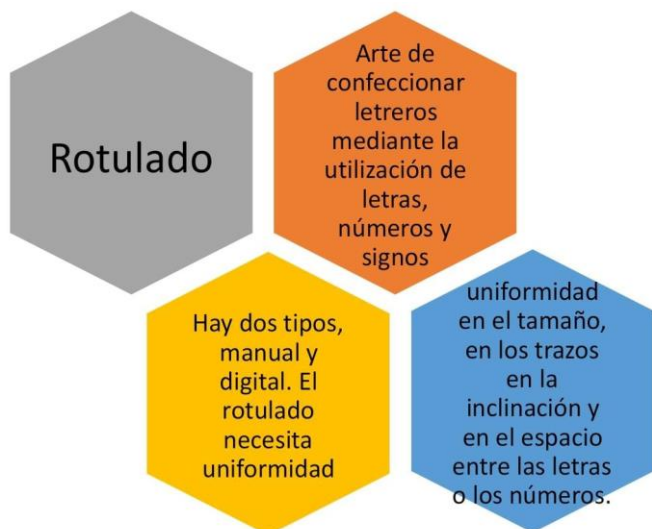 Rotulado
Arte de
confeccionar
letreros
mediante la
utilización de
letras,
números y
signos
Hay dos tipos,
manual y
digital. El
rotulado
necesita
uniformidad
uniformidad
en el tamaño,
en los trazos
en la
inclinación y
en el espacio
entre las letras
o los números.